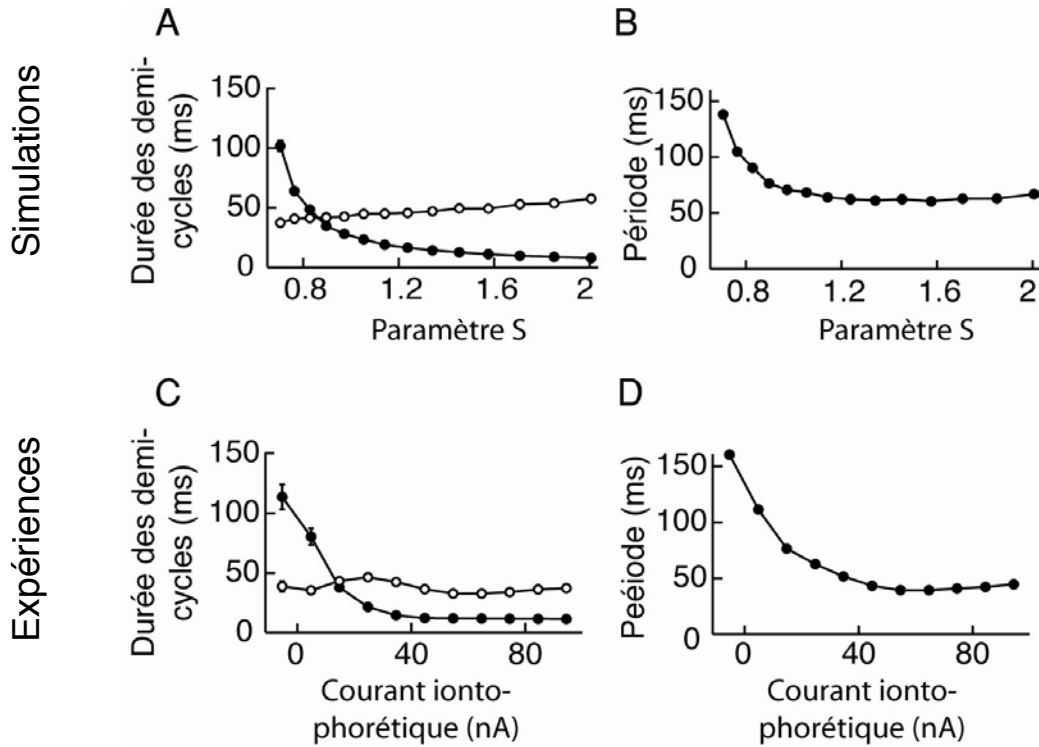 Simulations
A
Durée des demi-
cycles (ms)
150
100
50
0
0.8
1.2
1.6
2
Paramètre S
B
Période (ms)
150
100
50
0
0.8
1.2
1.6
2
Paramètre S
Expériences
C
Durée des demi-
cycles (ms)
150
100
50
0
0
40
80
Courant ionto-
phorétique (nA)
D
Peéiode (ms)
150
100
50
0
0
40
80
Courant ionto-
phorétique (nA)